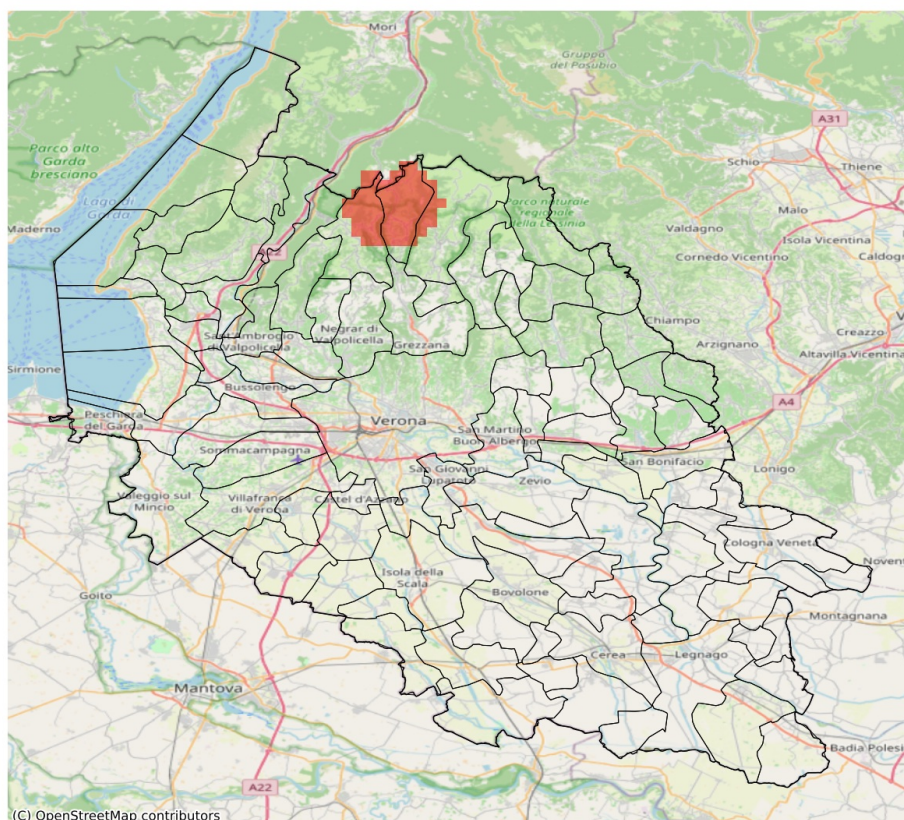 Mori
Gruppo
del Pasubio
A31
Parco alto
Garda
bresciano
Schio
Thiene
Lago di
Garda
Parco naturale
regionale
della Lessinia
Malo
Maderno
Valdagno
Isola Vicentina
A22
Cornedo Vicentino
Caldogn
Chiampo
Sant'Ambrogio
di Valpolicella
Negrar di
Valpolicella
Grezzana
Arzignano
Creazzo
Altavilla Vicentina
Sirmione
Bussolengo
A4
Peschiera
del Garda
Verona
San Martino
Buon Albergo
Sommacampagna
San Bonifacio
Lonigo
San Giovanni
Lupatoto
Zevio
Valeggio sul
Mincio
Villafranca
di Verona
Castel d'Azzano
Cologna Veneta
Novent
Isola della
Scala
Goito
Bovolone
Montagnana
Cerea
Legnago
Mantova
Badia Polesi
A22
(C) OpenStreetMap contributors